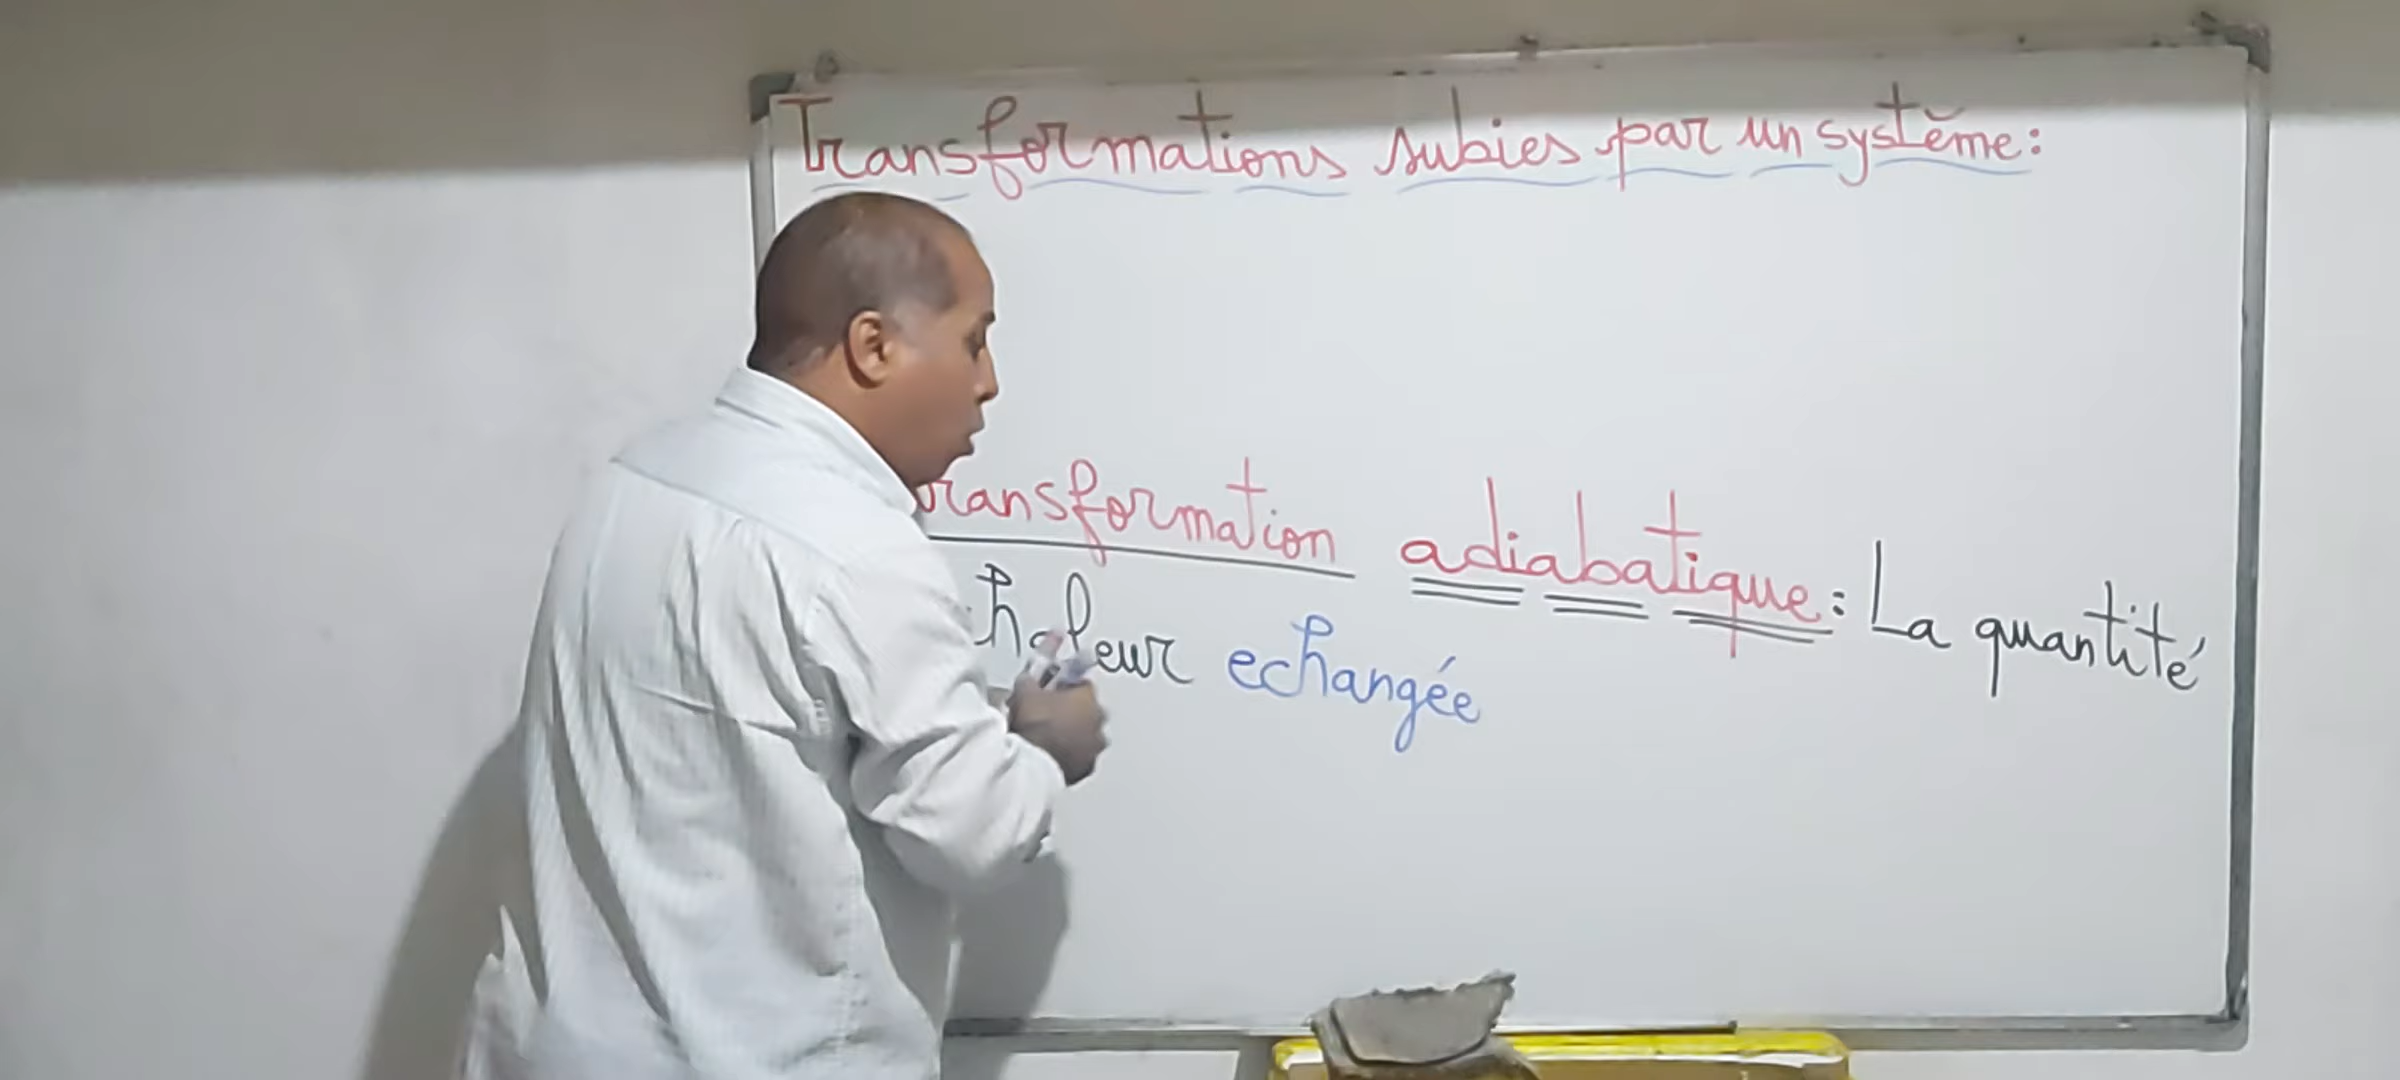 Transformations subies par un système:
ransformation adiabatique: La quantité
haleur echangée